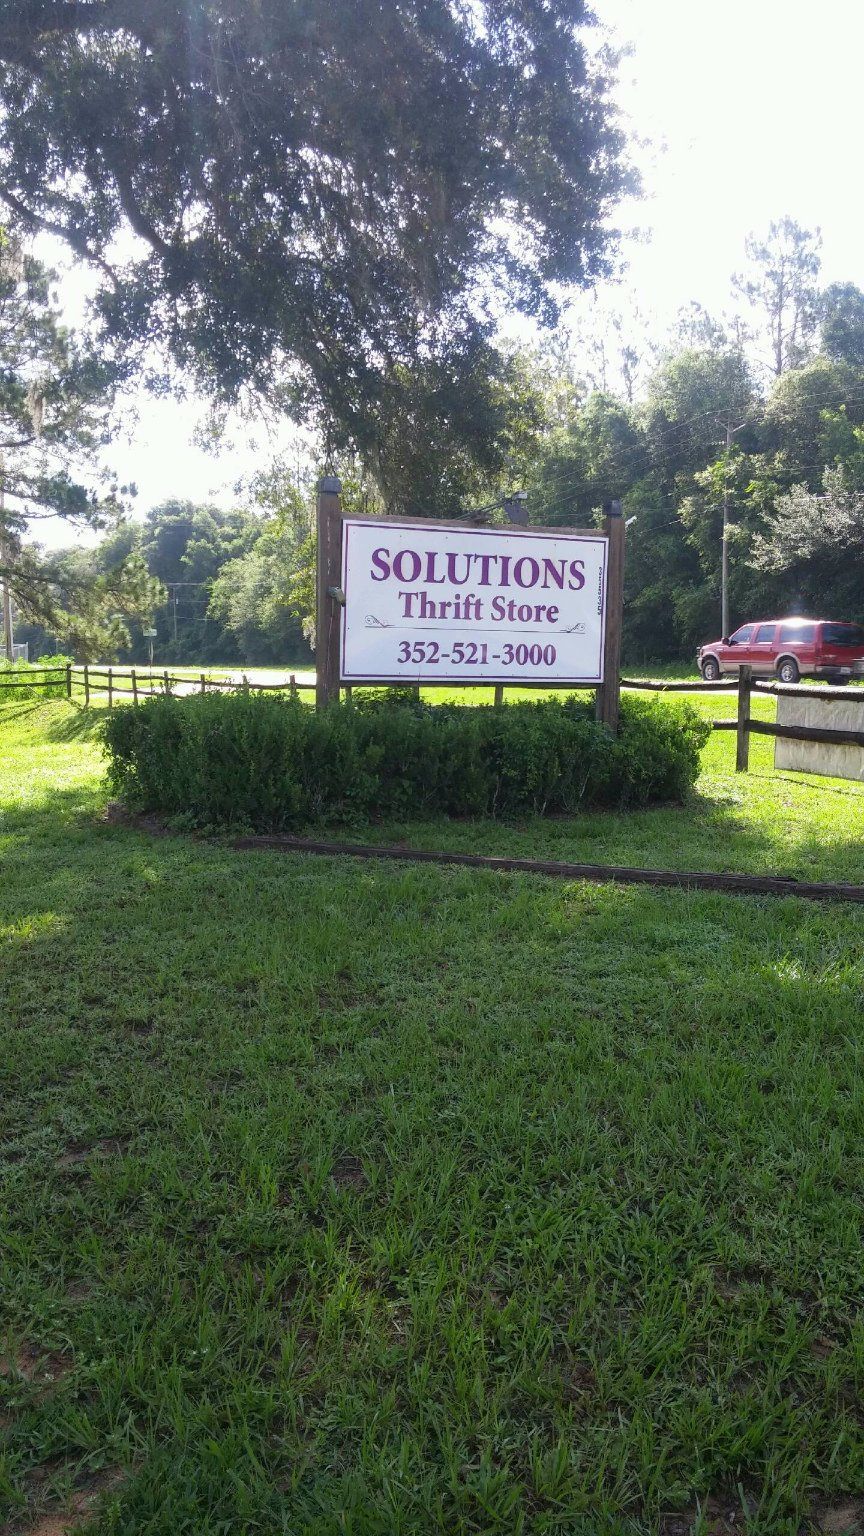 SOLUTIONS
Thrift Store
352-521-3000